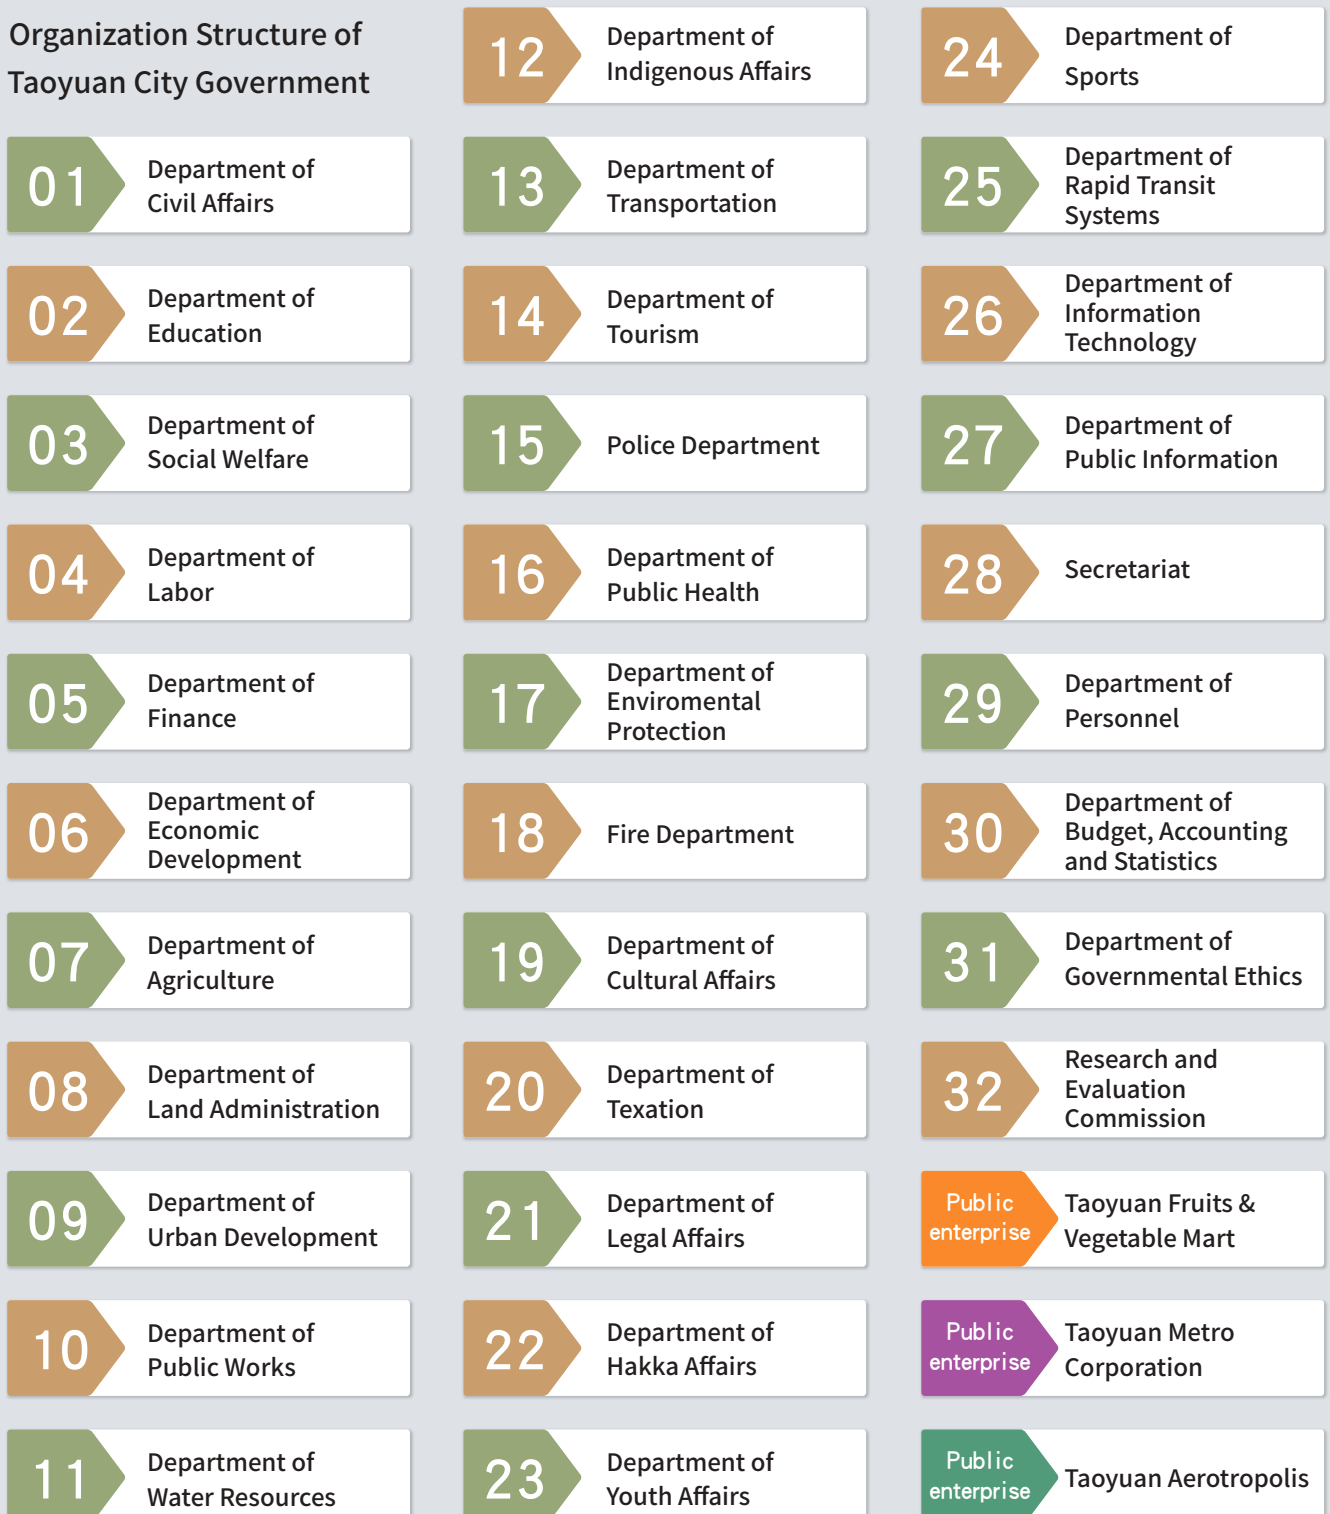 Organization Structure of
Taoyuan City Government
01
Department of
Civil Affairs
02
Department of
Education
03
Department of
Social Welfare
04
Department of
Labor
05
Department of
Finance
06
Department of
Economic
Development
07
Department of
Agriculture
08
Department of
Land Administration
09
Department of
Urban Development
10
Department of
Public Works
11
Department of
Water Resources
12
Department of
Indigenous Affairs
13
Department of
Transportation
14
Department of
Tourism
15
Police Department
16
Department of
Public Health
17
Department of
Enviromental
Protection
18
Fire Department
19
Department of
Cultural Affairs
20
Department of
Texation
21
Department of
Legal Affairs
22
Department of
Hakka Affairs
23
Department of
Youth Affairs
24
Department of
Sports
25
Department of
Rapid Transit
Systems
26
Department of
Information
Technology
27
Department of
Public Information
28
Secretariat
29
Department of
Personnel
30
Department of
Budget, Accounting
and Statistics
31
Department of
Governmental Ethics
32
Research and
Evaluation
Commission
Public
enterprise
Taoyuan Fruits &
Vegetable Mart
Public
enterprise
Taoyuan Metro
Corporation
Public
enterprise
Taoyuan Aerotropolis